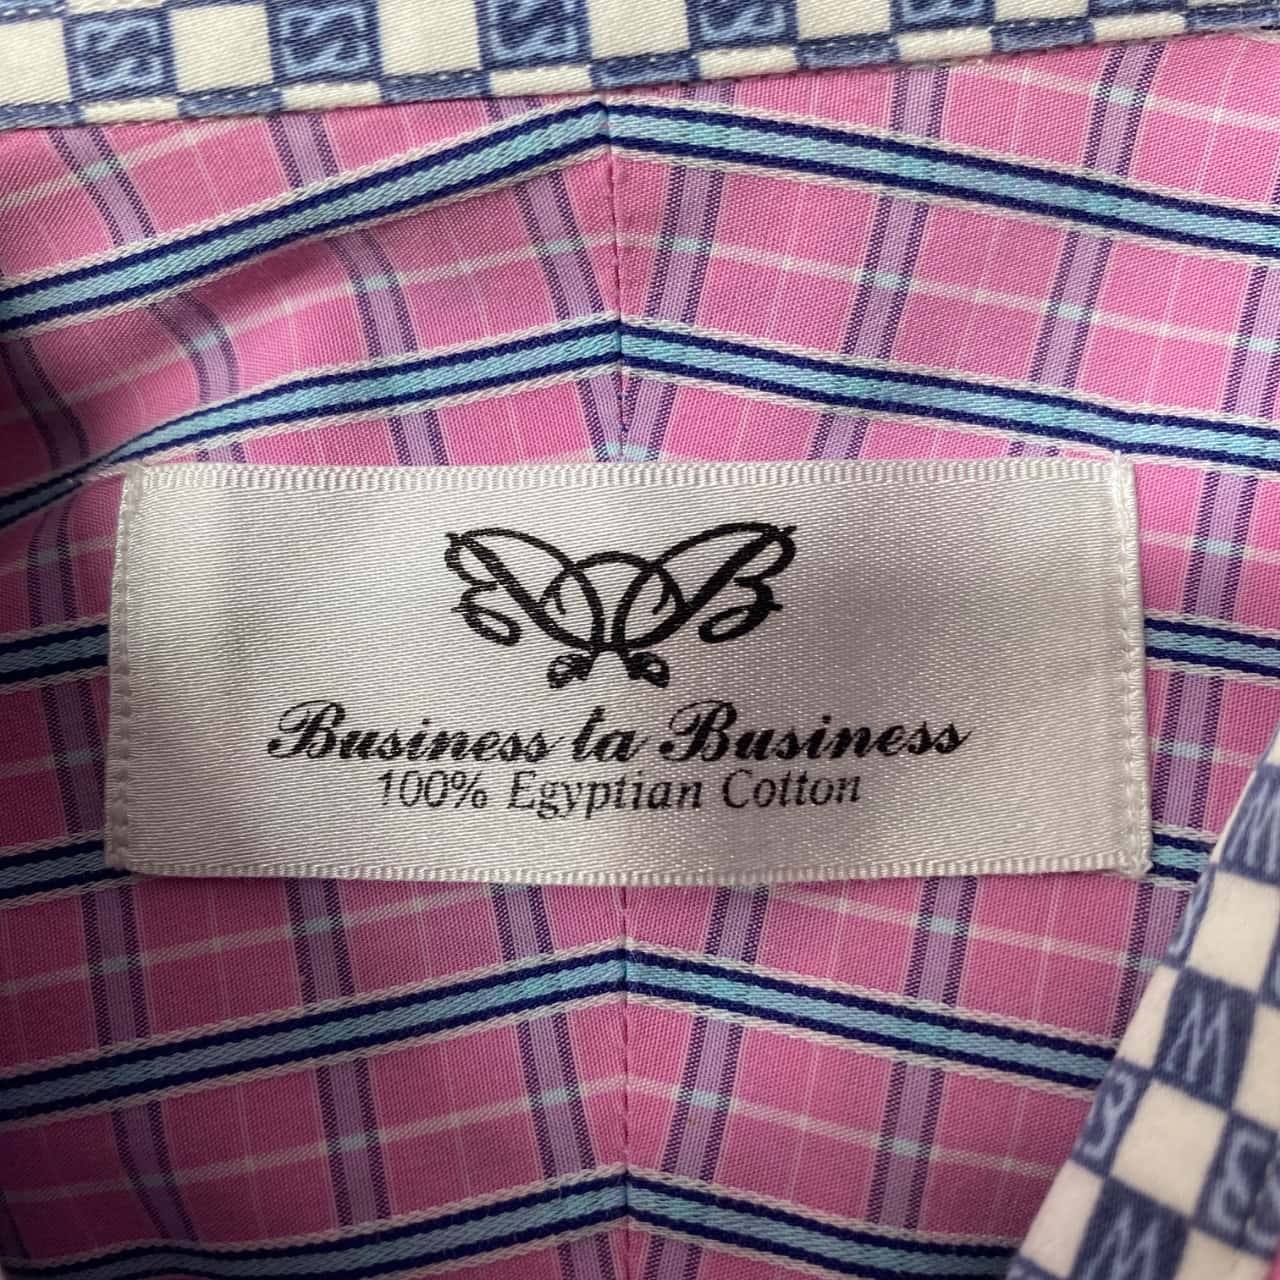 Business ta Business
100% Egyptian Cotton